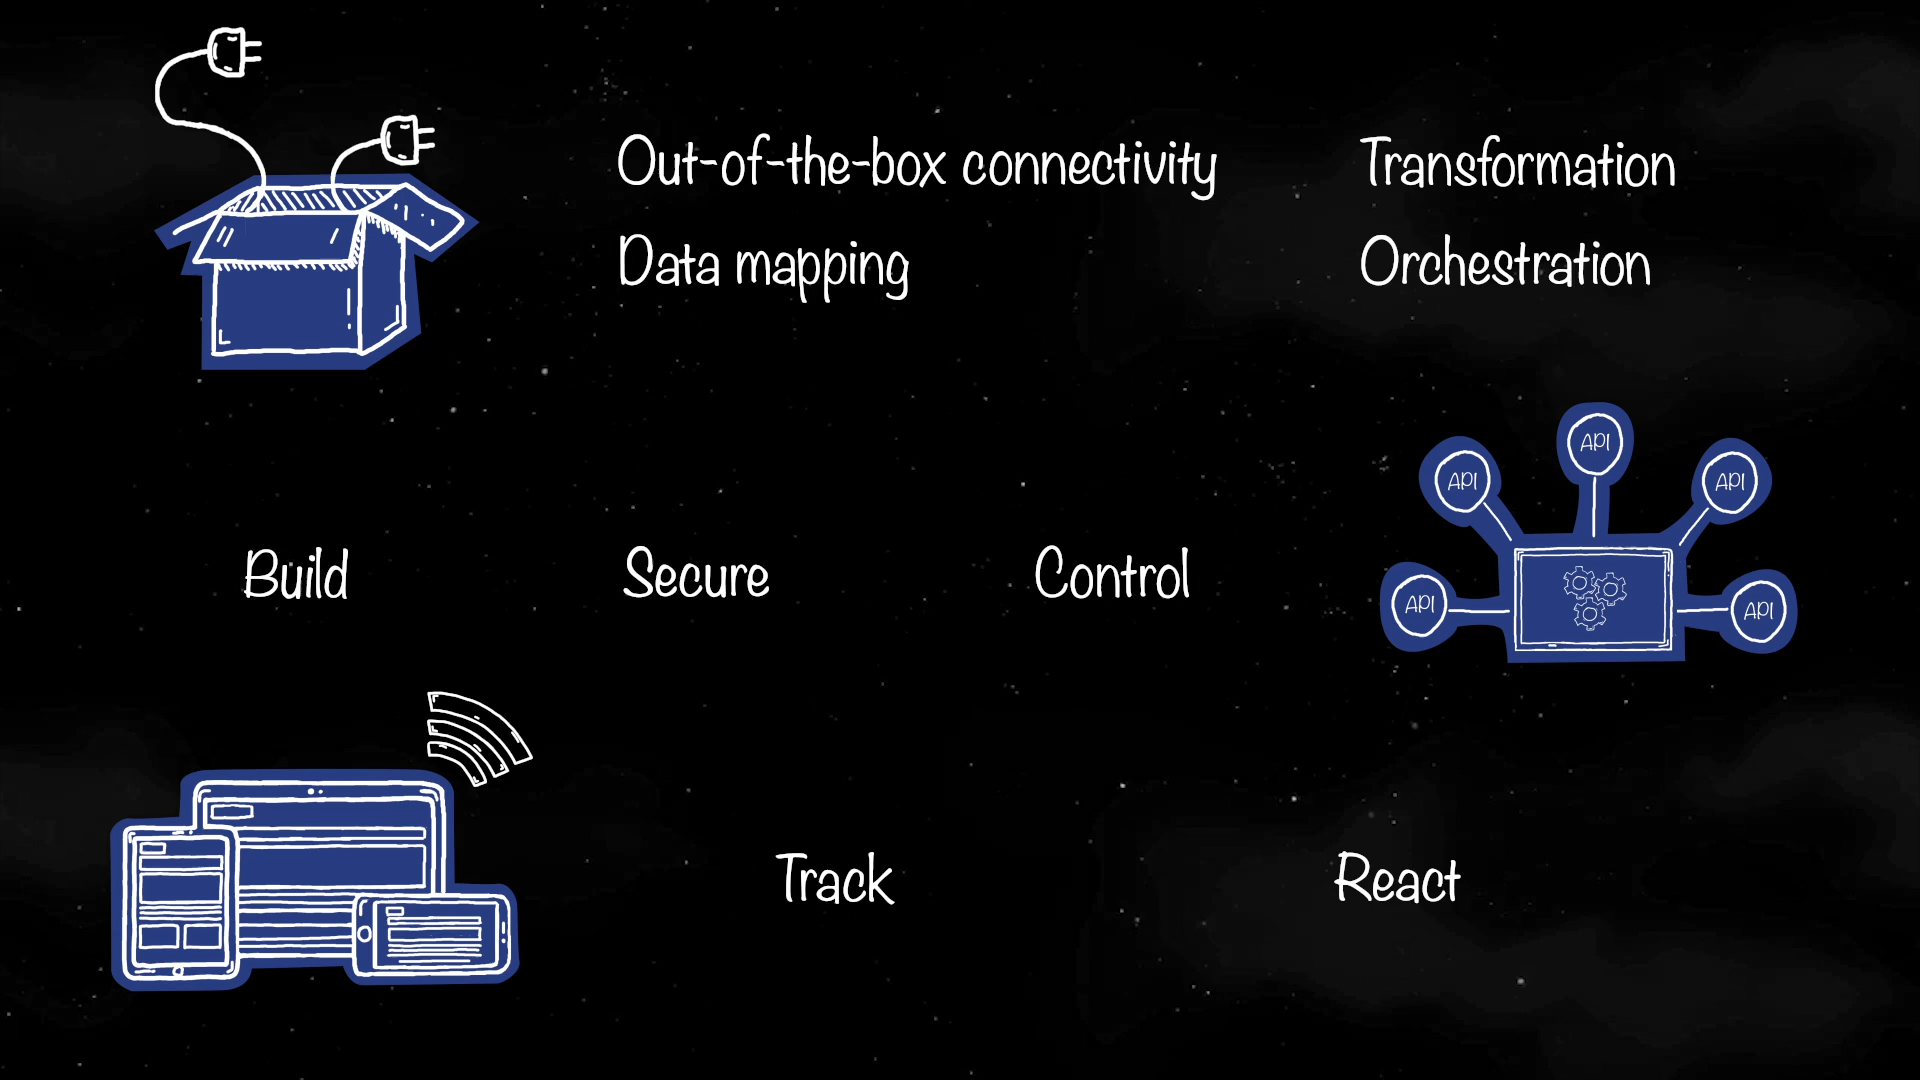 Out-of-the-box connectivity
Transformation
Data mapping
Orchestration
API
API
API
Build
Secure
Control
API
API
Track
React